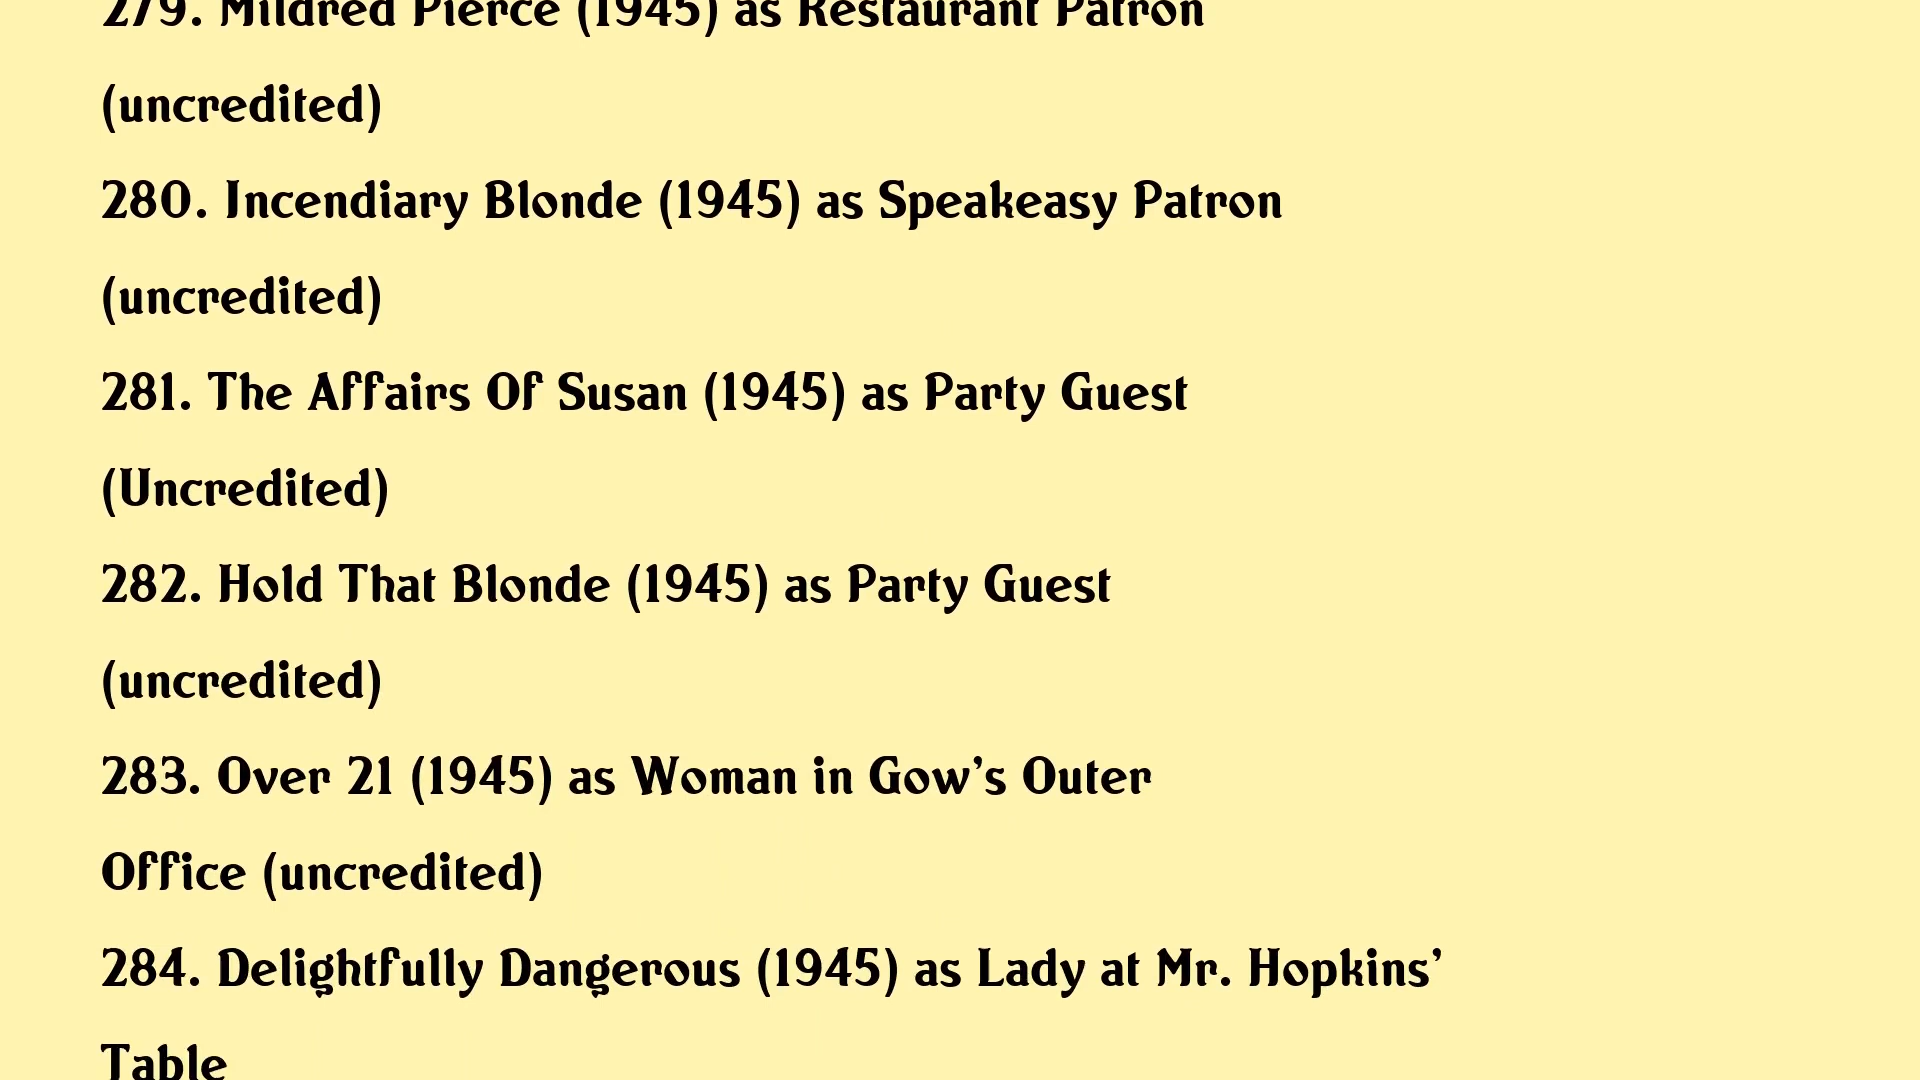 279. Mildred Pierce (1945) as Restaurant Patron
(uncredited)
280. Incendiary Blonde (1945) as Speakeasy Patron
(uncredited)
281. The Affairs Of Susan (1945) as Party Guest
(Uncredited)
282. Hold That Blonde (1945) as Party Guest
(uncredited)
283. Over 21 (1945) as Woman in Gow's Outer
Office (uncredited)
284. Delightfully Dangerous (1945) as Lady at Mr. Hopkins'
Table